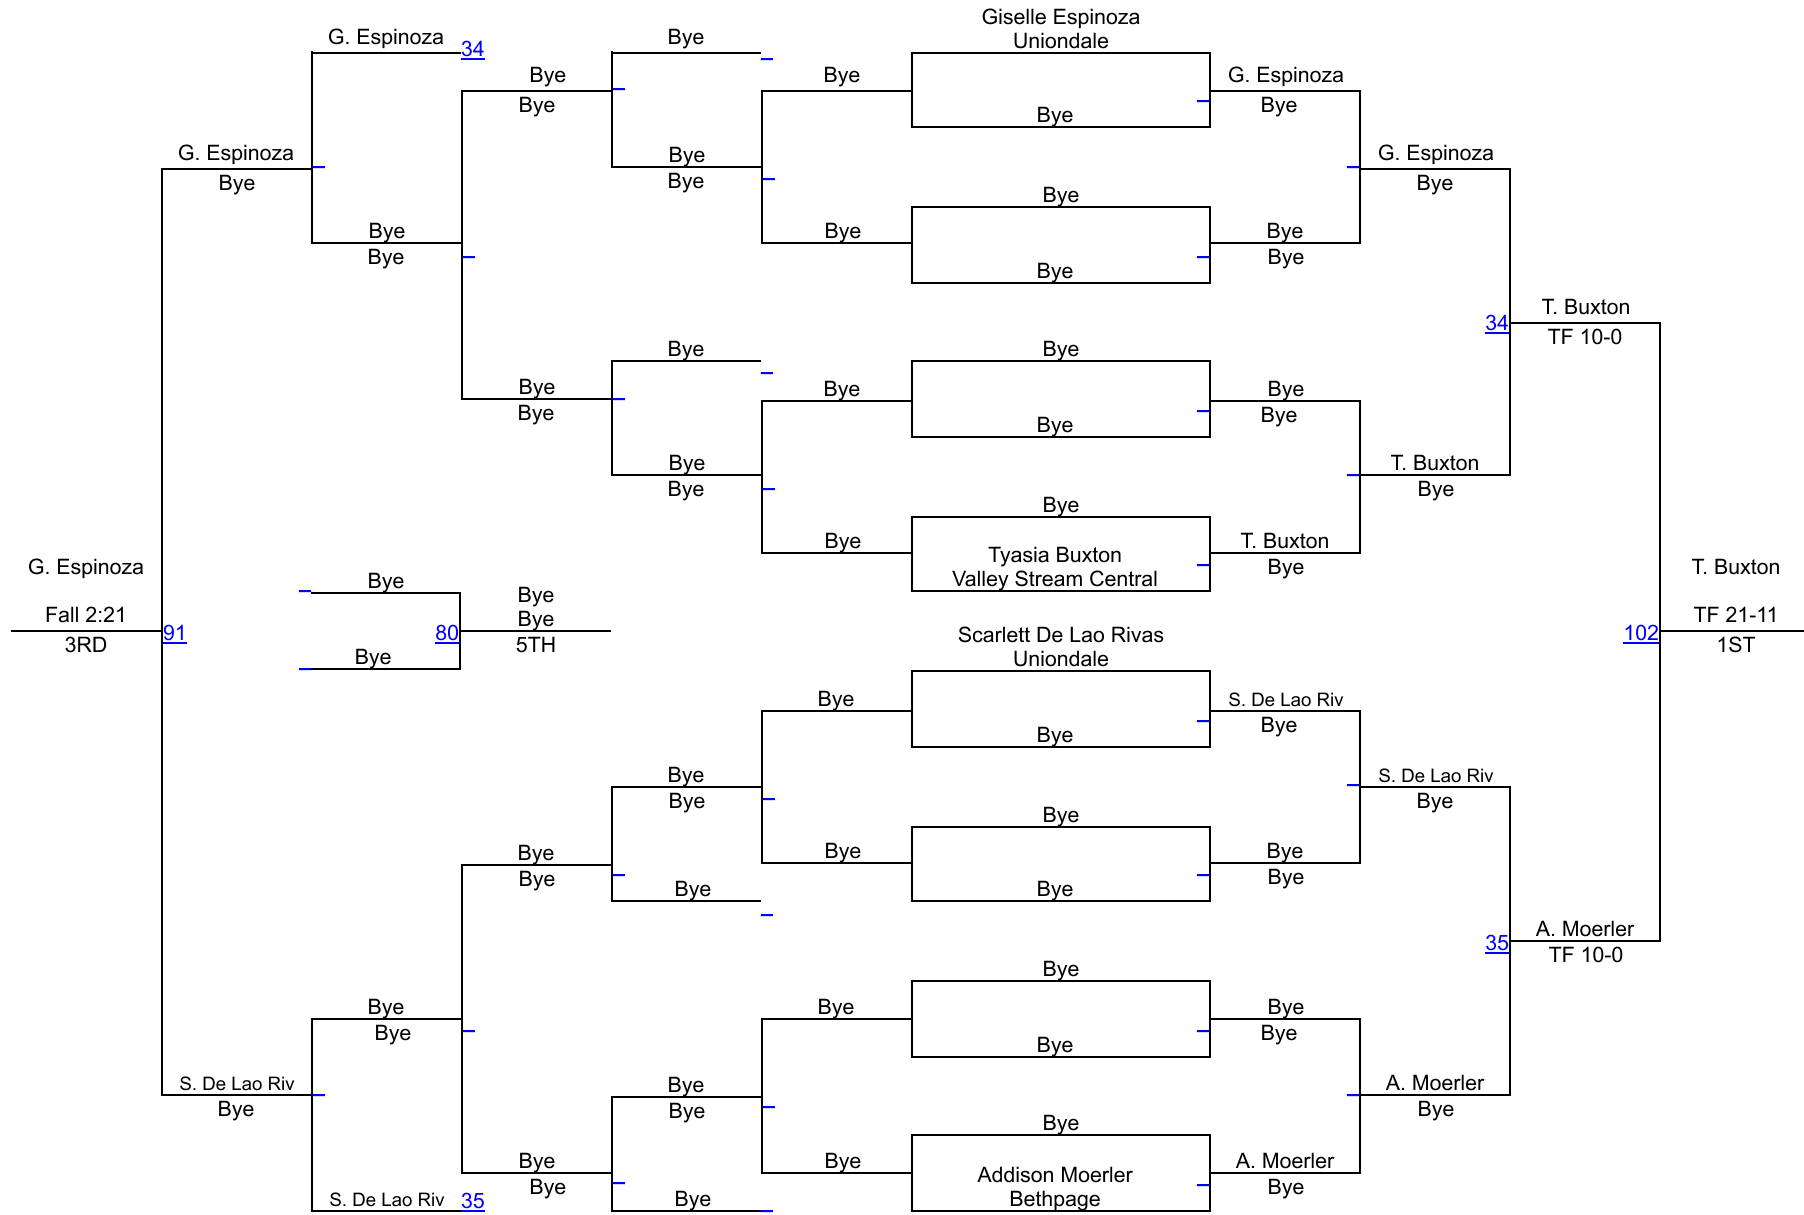 Giselle Espinoza
G. Espinoza
34
Bye
Uniondale
Bye
Bye
G. Espinoza
Bye
Bye
Bye
G. Espinoza
Bye
G. Espinoza
Bye
Bye
Bye
Bye
Bye
Bye
Bye
Bye
Bye
Bye
Bye
Bye
T. Buxton
34
TF 10-0
Bye
Bye
Bye
Bye
Bye
Bye
Bye
Bye
Bye
Bye
T. Buxton
Bye
Bye
Bye
Bye
T. Buxton
Tyasia Buxton
Valley Stream Central
Bye
G. Espinoza
T. Buxton
Bye
Bye
Fall 2:21
Bye
TF 21-11
3RD
91
80
5TH
102
1ST
Bye
Scarlett De Lao Rivas
Uniondale
Bye
S. De Lao Riv
Bye
Bye
Bye
S. De Lao Riv
Bye
Bye
Bye
Bye
Bye
Bye
Bye
Bye
Bye
Bye
A. Moerler
35
TF 10-0
Bye
Bye
Bye
Bye
Bye
Bye
Bye
S. De Lao Riv
Bye
A. Moerler
Bye
Bye
Bye
Bye
Bye
Bye
Bye
A. Moerler
Addison Moerler
Bye
Bye
S. De Lao Riv
35
Bye
Bethpage